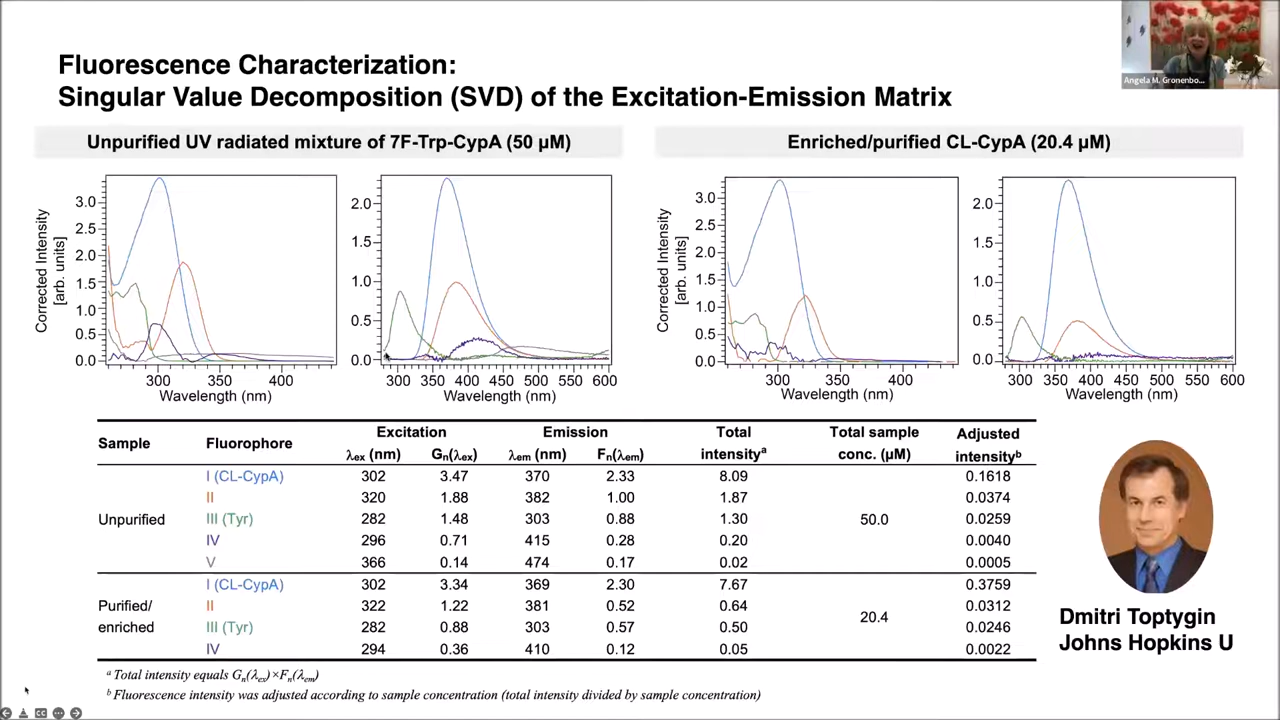 Angela M. Gronenbo...
Fluorescence Characterization:
Singular Value Decomposition (SVD) of the Excitation-Emission Matrix
Unpurified UV radiated mixture of 7F-Trp-CypA (50 μM)
Enriched/purified CL-CypA (20.4 μM)
Corrected Intensity
[arb. units]
3.0
2.5
2.0
1.5
1.0
0.5
0.0
300 350 400
Wavelength (nm)
2.0
1.5
1.0
0.5
0.0
300 350 400 450 500 550 600
Wavelength (nm)
Corrected Intensity
[arb. units]
3.0
2.5
2.0
1.5
1.0
0.5
0.0
300 350 400
Wavelength (nm)
2.0
1.5
1.0
0.5
0.0
300 350 400 450 500 550 600
Wavelength (nm)
Sample Fluorophore Excitation Emission Total intensityᵃ Total sample conc. (μM) Adjusted intensityᵇ
λex (nm) Gn(λex) λem (nm) Fn(λem)
Unpurified 50.0
I (CL-CypA) 302 3.47 370 2.33 8.09 0.1618
II 320 1.88 382 1.00 1.87 0.0374
III (Tyr) 282 1.48 303 0.88 1.30 0.0259
IV 296 0.71 415 0.28 0.20 0.0040
V 366 0.14 474 0.17 0.02 0.0005
Purified/ enriched 20.4
I (CL-CypA) 302 3.34 369 2.30 7.67 0.3759
II 322 1.22 381 0.52 0.64 0.0312
III (Tyr) 282 0.88 303 0.57 0.50 0.0246
IV 294 0.36 410 0.12 0.05 0.0022
ᵃ Total intensity equals Gn(λex)×Fn(λem)
ᵇ Fluorescence intensity was adjusted according to sample concentration (total intensity divided by sample concentration)
Dmitri Toptygin
Johns Hopkins U